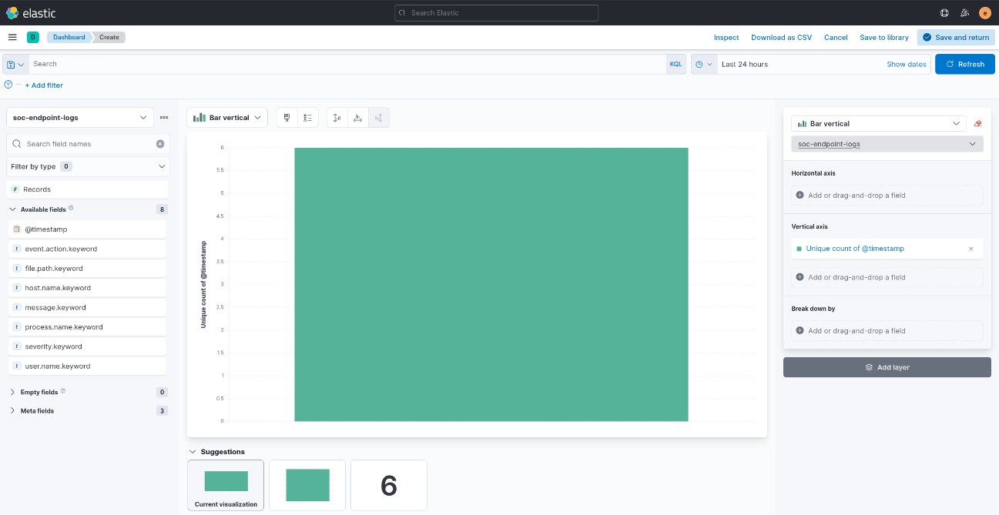 elastic
Search Elastic
e
D
Dashboard
Create
Inspect
Download as CSV
Cancel
Save to library
Save and return
Search
KQL
Last 24 hours
Show dates
Refresh
+ Add filter
soc-endpoint-logs
Search field names
Filter by type 0
# Records
Available fields 8
@timestamp
t event.action.keyword
t file.path.keyword
t host.name.keyword
t message.keyword
t process.name.keyword
t severity.keyword
t user.name.keyword
Empty fields 0
Meta fields 3
Bar vertical
Unique count of @timestamp
6
5.5
5
4.5
4
3.5
3
2.5
2
1.5
1
0.5
0
Suggestions
Current visualization
6
Bar vertical
soc-endpoint-logs
Horizontal axis
Add or drag-and-drop a field
Vertical axis
Unique count of @timestamp
Add or drag-and-drop a field
Break down by
Add or drag-and-drop a field
Add layer